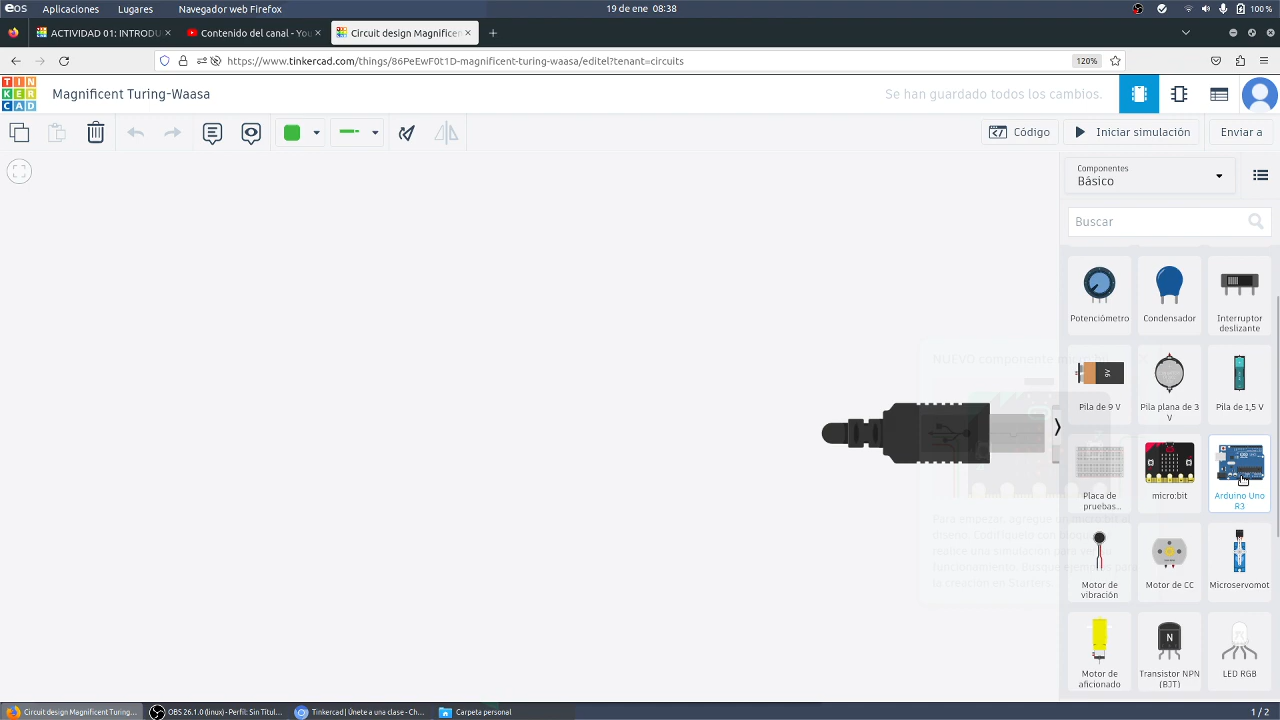 eos Aplicaciones Lugares Navegador web Firefox 19 de ene 08:38 100 %
ACTIVIDAD 01: INTRODU Contenido del canal - You Circuit design Magnificen
https://www.tinkercad.com/things/86PeEwF0t1D-magnificent-turing-waasa/editel?tenant=circuits 120%
TIN
KER
CAD
Magnificent Turing-Waasa Se han guardado todos los cambios.
Código Iniciar simulación Enviar a
Componentes
Básico
Buscar
Potenciómetro Condensador Interruptor
deslizante
NUEVO componente
9V
Pila de 9 V Pila plana de 3
V Pila de 1,5 V
Placa de
pruebas... micro:bit Arduino Uno
R3
Motor de
vibración Motor de CC Microservomot
N
Motor de
aficionado Transistor NPN
(BJT) LED RGB
Circuit design Magnificent Turing... OBS 26.1.0 (linux) - Perfil: Sin Titul... Tinkercad | Únete a una clase - Ch... Carpeta personal 1 / 2